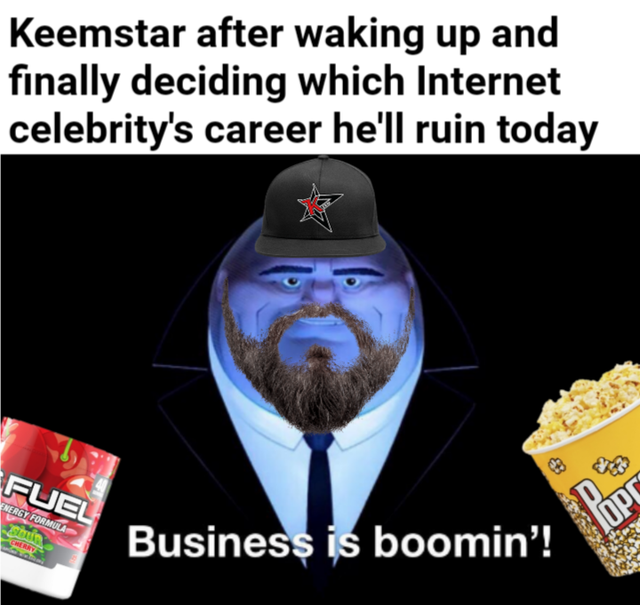 Keemstar after waking up and
finally deciding which Internet
celebrity's career he'll ruin today
K
FUEL
ENERGY FORMULA
CHERRY
Business is boomin'!